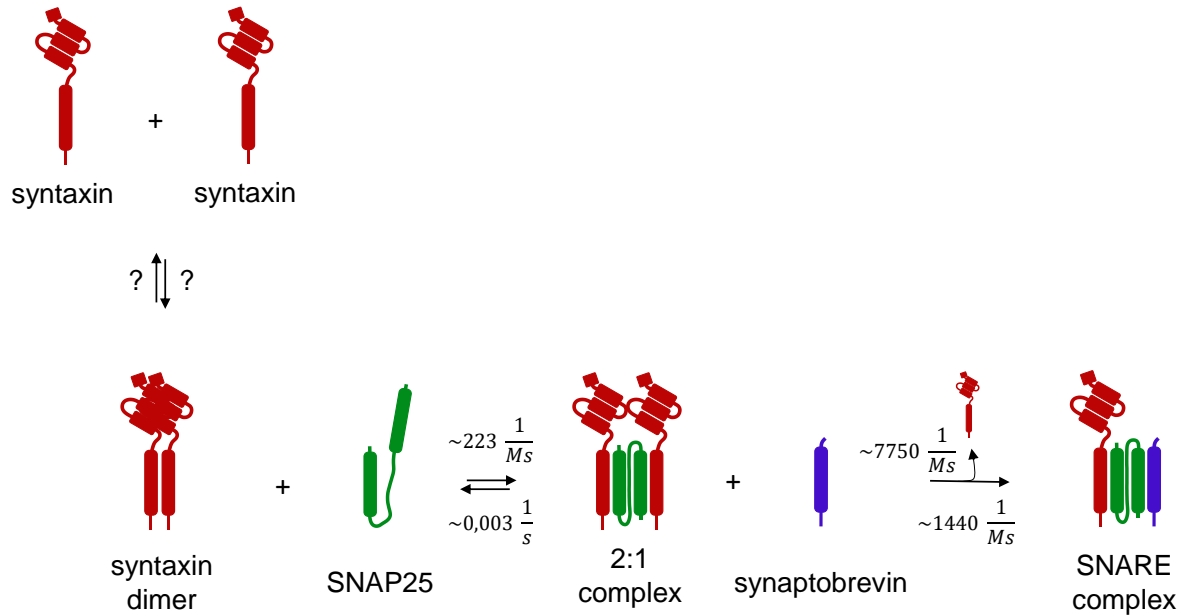 +
syntaxin
syntaxin
? ?
~223 1/Ms
~7750 1/Ms
+
+
~0,003 1/s
~1440 1/Ms
syntaxin
dimer
SNAP25
2:1
complex
synaptobrevin
SNARE
complex